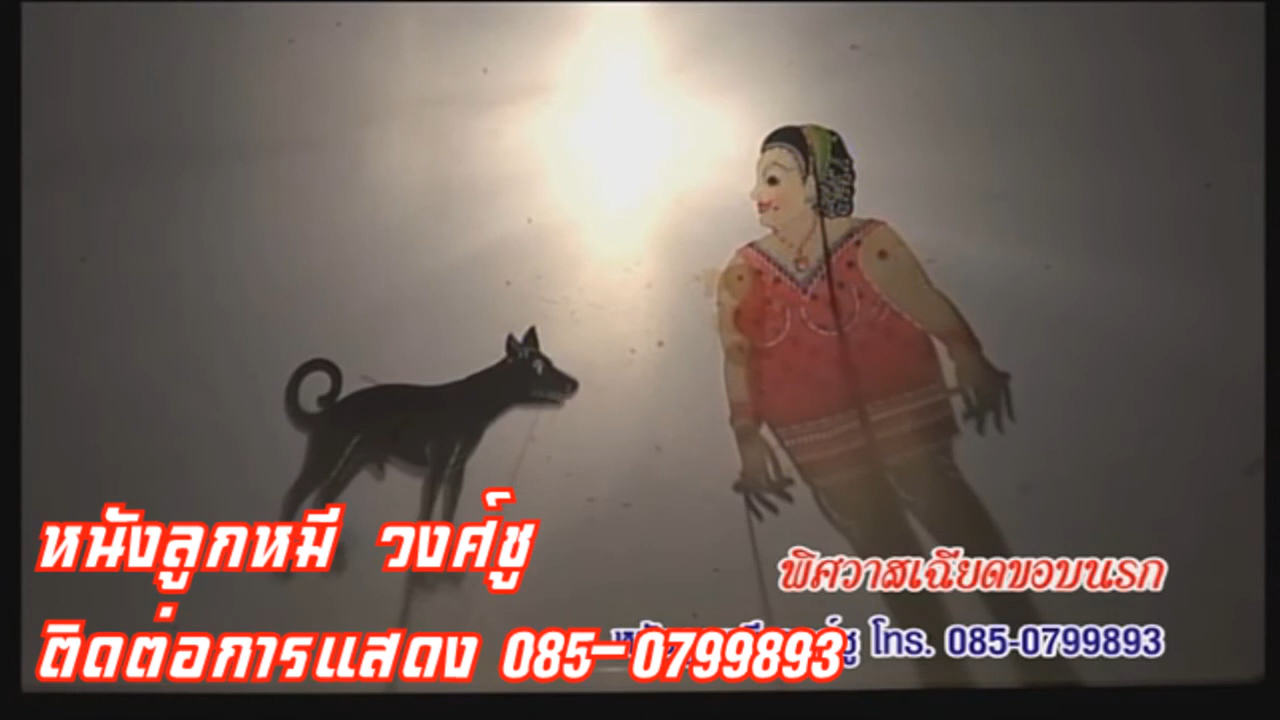 หนังลูกหมี วงศ์ชู
พิศวาสเฉียดขอบนรก
ติดต่อการแสดง 085-0799893
โทร. 085-0799893